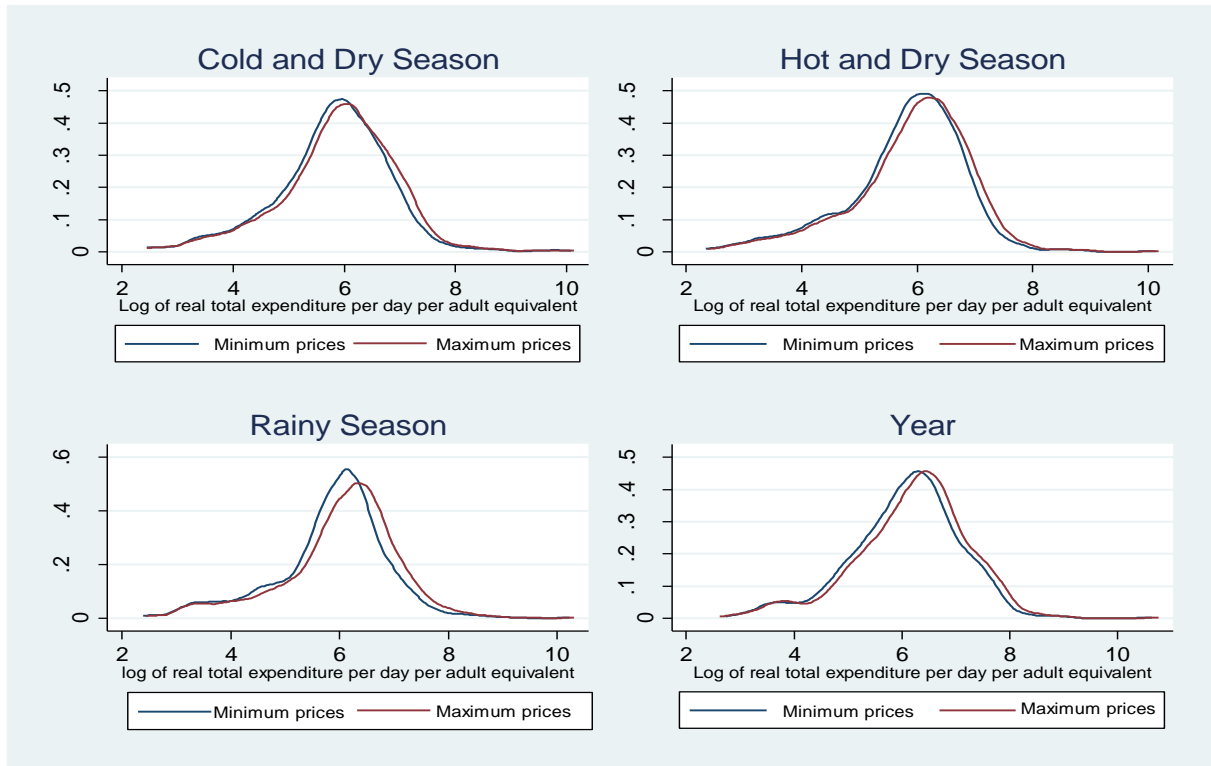 Cold and Dry Season
.5
.4
.3
.2
.1
0
2 4 6 8 10
Log of real total expenditure per day per adult equivalent
Minimum prices Maximum prices
Hot and Dry Season
.5
.4
.3
.2
.1
0
2 4 6 8 10
Log of real total expenditure per day per adult equivalent
Minimum prices Maximum prices
Rainy Season
.6
.4
.2
0
2 4 6 8 10
log of real total expenditure per day per adult equivalent
Minimum prices Maximum prices
Year
.5
.4
.3
.2
.1
0
2 4 6 8 10
Log of real total expenditure per day per adult equivalent
Minimum prices Maximum prices